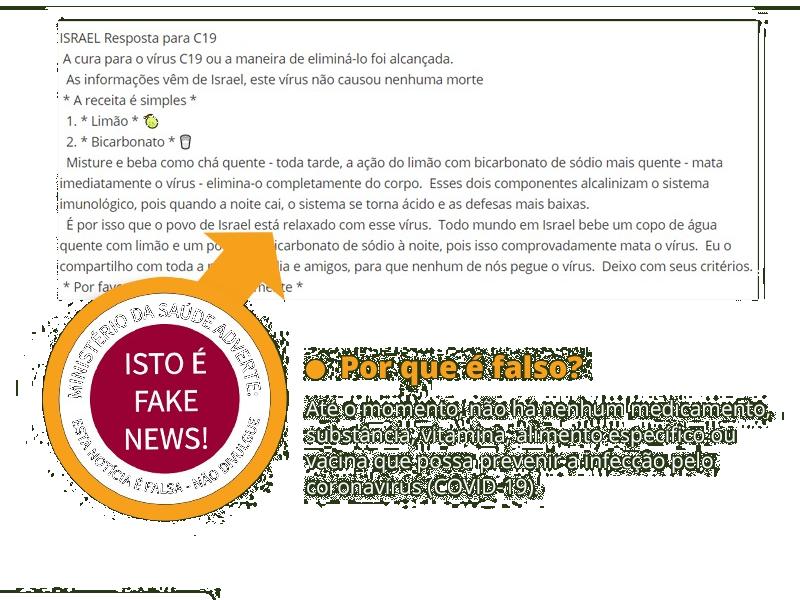 ISRAEL Resposta para C19
A cura para o vírus C19 ou a maneira de eliminá-lo foi alcançada.
As informações vêm de Israel, este vírus não causou nenhuma morte
* A receita é simples *
1. * Limão *
2. * Bicarbonato *
Misture e beba como chá quente - toda tarde, a ação do limão com bicarbonato de sódio mais quente - mata
imediatamente o vírus - elimina-o completamente do corpo. Esses dois componentes alcalinizam o sistema
imunológico, pois quando a noite cai, o sistema se torna ácido e as defesas mais baixas.
É por isso que o povo de Israel está relaxado com esse vírus. Todo mundo em Israel bebe um copo de água
quente com limão e um icarbonato de sódio à noite, pois isso comprovadamente mata o vírus. Eu o
compartilho com toda a e amigos, para que nenhum de nós pegue o vírus. Deixo com seus critérios.
* Por *
MINISTÉRIO DA SAÚDE ADVERTE:
ISTO É
FAKE
NEWS!
ESTA NOTÍCIA É FALSA - NÃO DIVULGUE
● Por que é falso?
Até o momento, não há nenhum medicamento,
substância, vitamina, alimento específico ou
vacina que possa prevenir a infecção pelo
coronavírus (COVID-19).